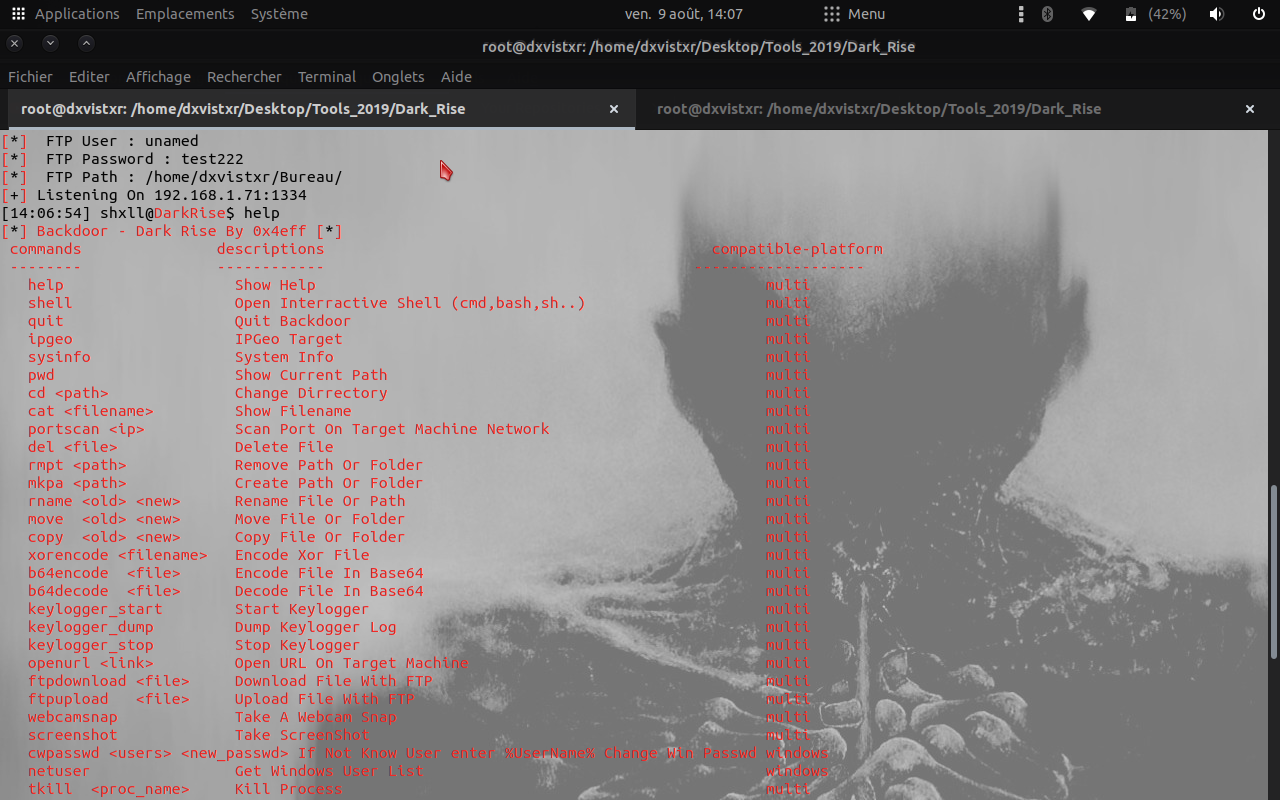 Applications Emplacements Système ven. 9 août, 14:07 Menu (42%)
root@dxvistxr: /home/dxvistxr/Desktop/Tools_2019/Dark_Rise
Fichier Editer Affichage Rechercher Terminal Onglets Aide
root@dxvistxr: /home/dxvistxr/Desktop/Tools_2019/Dark_Rise × root@dxvistxr: /home/dxvistxr/Desktop/Tools_2019/Dark_Rise ×
[*]  FTP User : unamed
[*]  FTP Password : test222
[*]  FTP Path : /home/dxvistxr/Bureau/
[+] Listening On 192.168.1.71:1334
[14:06:54] shxll@DarkRise$ help
[*] Backdoor - Dark Rise By 0x4eff [*]
commands descriptions compatible-platform
-------- ------------ -------------------
help Show Help multi
shell Open Interractive Shell (cmd,bash,sh..) multi
quit Quit Backdoor multi
ipgeo IPGeo Target multi
sysinfo System Info multi
pwd Show Current Path multi
cd <path> Change Dirrectory multi
cat <filename> Show Filename multi
portscan <ip> Scan Port On Target Machine Network multi
del <file> Delete File multi
rmpt <path> Remove Path Or Folder multi
mkpa <path> Create Path Or Folder multi
rname <old> <new> Rename File Or Path multi
move <old> <new> Move File Or Folder multi
copy <old> <new> Copy File Or Folder multi
xorencode <filename> Encode Xor File multi
b64encode <file> Encode File In Base64 multi
b64decode <file> Decode File In Base64 multi
keylogger_start Start Keylogger multi
keylogger_dump Dump Keylogger Log multi
keylogger_stop Stop Keylogger multi
openurl <link> Open URL On Target Machine multi
ftpdownload <file> Download File With FTP multi
ftpupload <file> Upload File With FTP multi
webcamsnap Take A Webcam Snap multi
screenshot Take ScreenShot multi
cwpasswd <users> <new_passwd> If Not Know User enter %UserName% Change Win Passwd windows
netuser Get Windows User List windows
tkill <proc_name> Kill Process multi